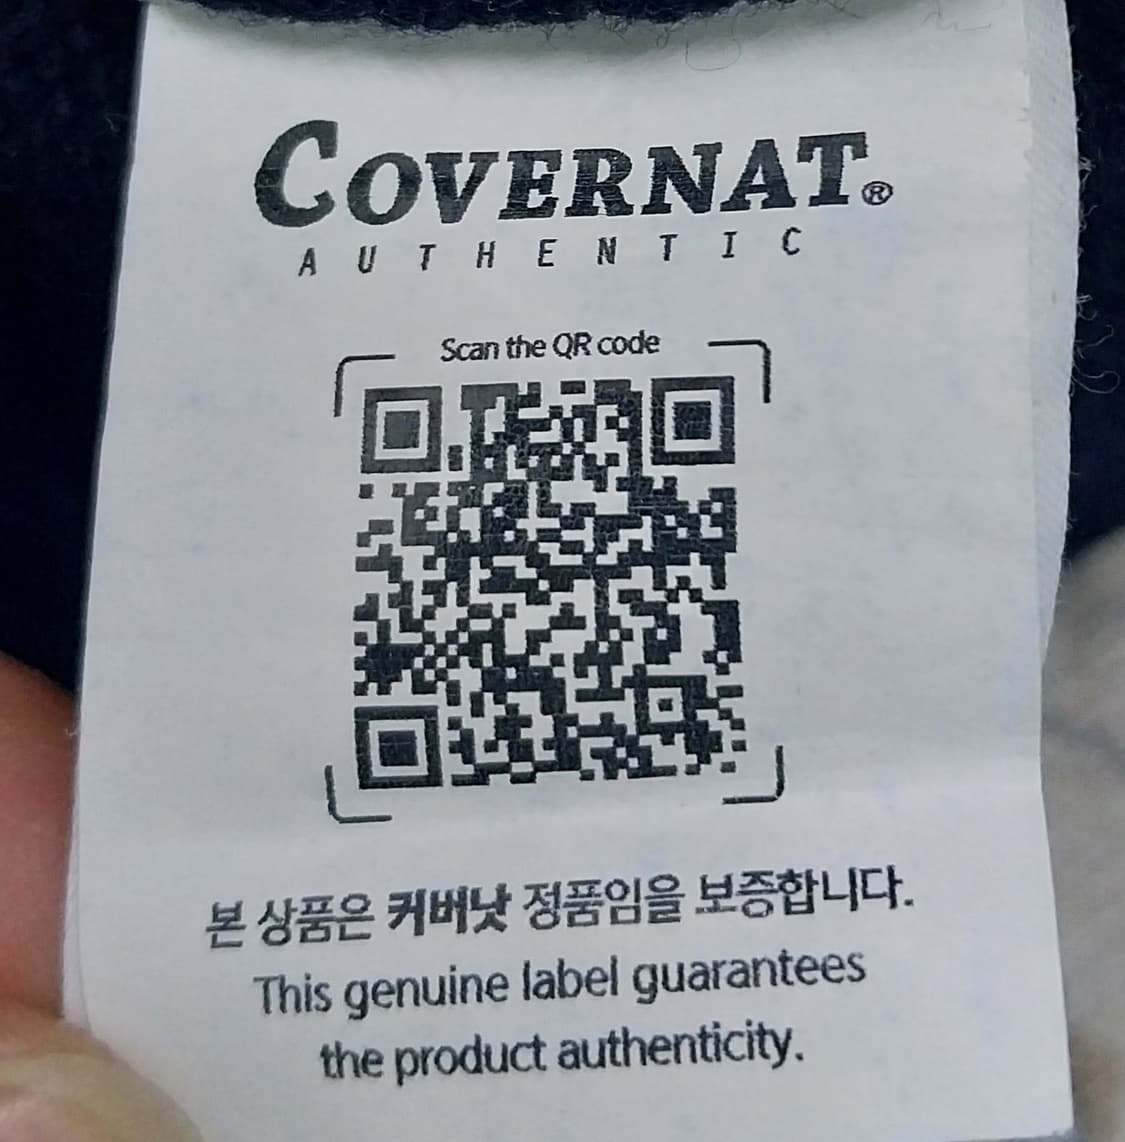 COVERNAT®
AUTHENTIC
Scan the QR code
본 상품은 커버낫 정품임을 보증합니다.
This genuine label guarantees
the product authenticity.